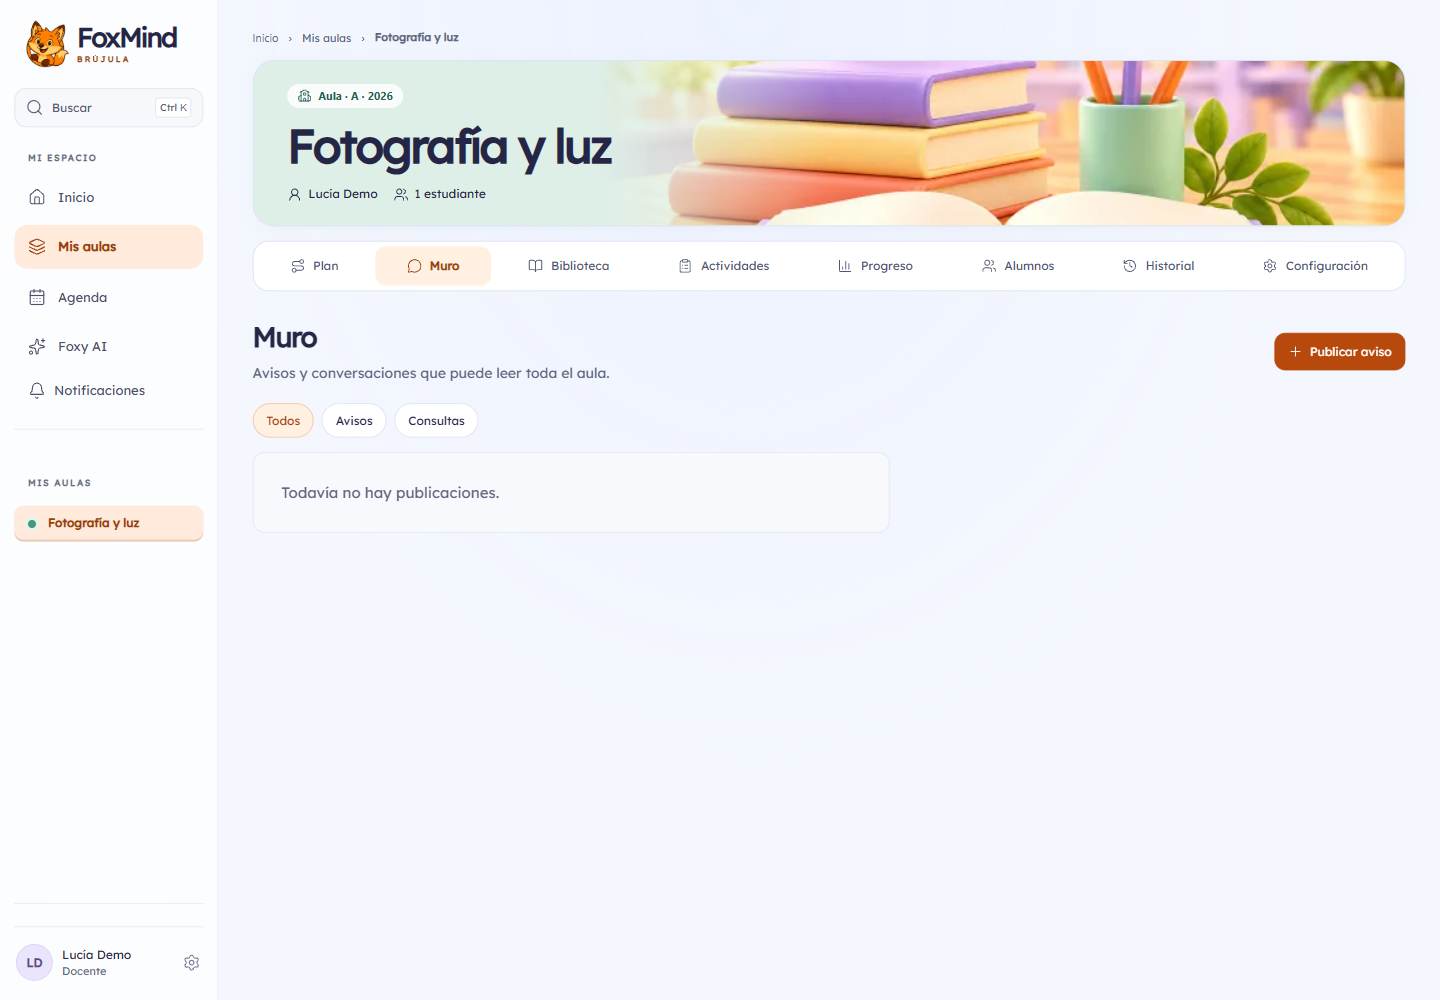 FoxMind
BRÚJULA
Buscar
Ctrl K
MI ESPACIO
Inicio
Mis aulas
Agenda
Foxy AI
Notificaciones
MIS AULAS
Fotografía y luz
LD
Lucía Demo
Docente
Inicio › Mis aulas › Fotografía y luz
Aula · A · 2026
Fotografía y luz
Lucía Demo 1 estudiante
Plan Muro Biblioteca Actividades Progreso Alumnos Historial Configuración
Muro
Avisos y conversaciones que puede leer toda el aula.
Publicar aviso
Todos Avisos Consultas
Todavía no hay publicaciones.